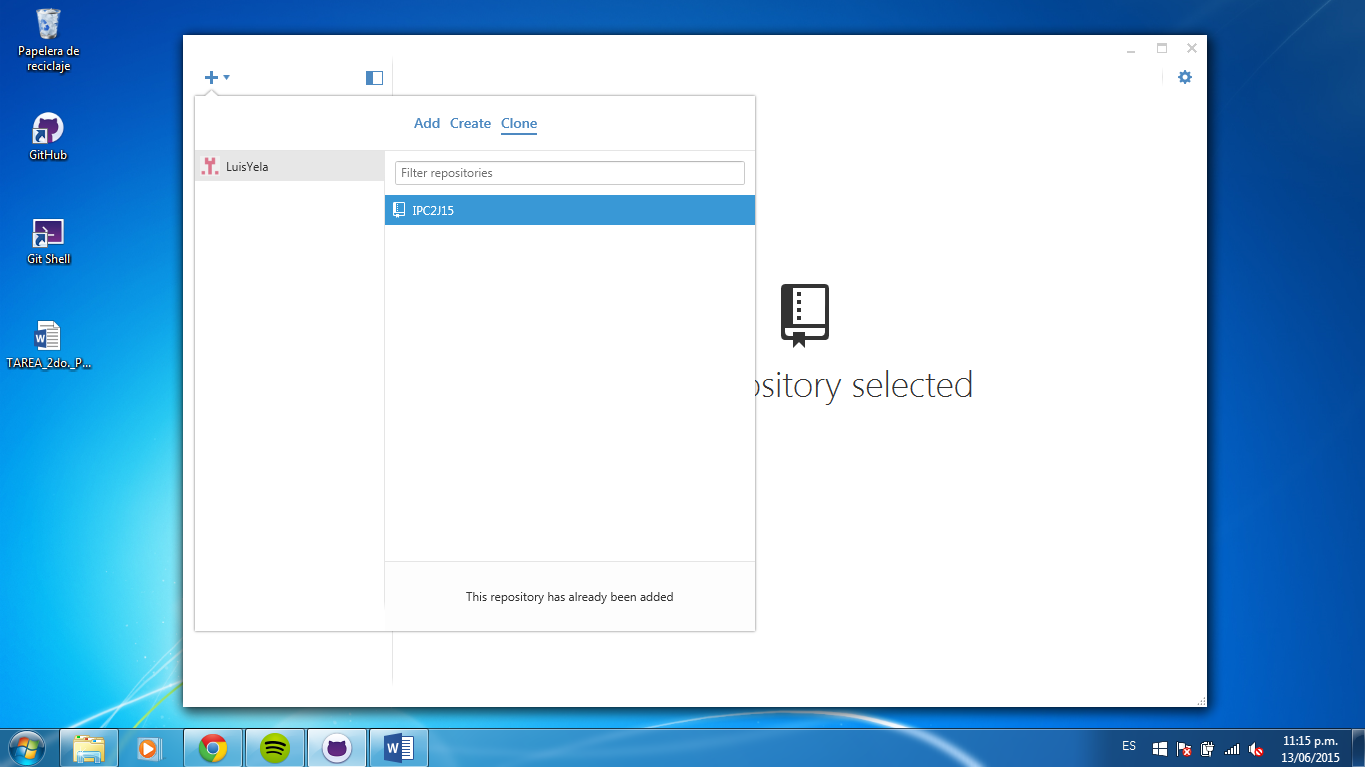 Papelera de
reciclaje
GitHub
Git Shell
TAREA_2do._P...
Add Create Clone
LuisYela
Filter repositories
IPC2J15
ository selected
This repository has already been added
ES
11:15 p.m.
13/06/2015